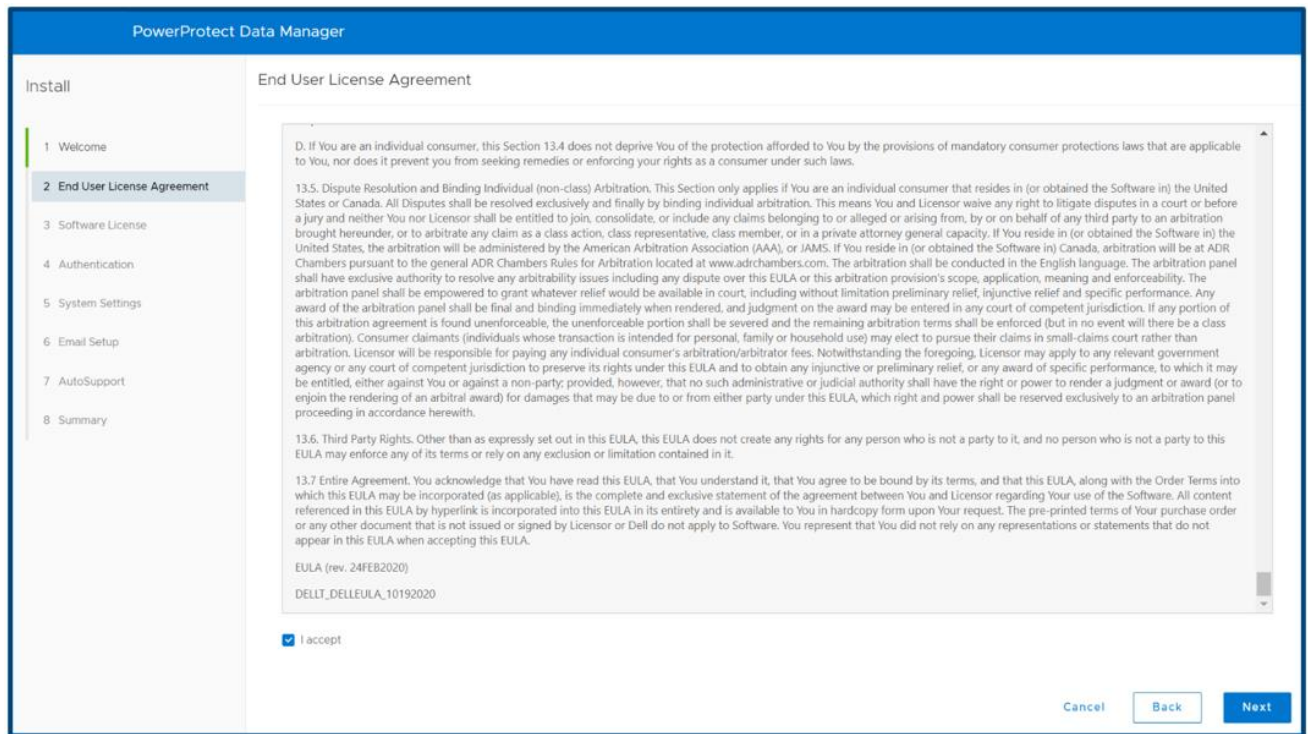 PowerProtect Data Manager
Install
1 Welcome
2 End User License Agreement
3 Software License
4 Authentication
5 System Settings
6 Email Setup
7 AutoSupport
8 Summary
End User License Agreement
D. If You are an individual consumer, this Section 13.4 does not deprive You of the protection afforded to You by the provisions of mandatory consumer protections laws that are applicable
to You, nor does it prevent you from seeking remedies or enforcing your rights as a consumer under such laws.
13.5. Dispute Resolution and Binding Individual (non-class) Arbitration. This Section only applies if You are an individual consumer that resides in (or obtained the Software in) the United
States or Canada. All Disputes shall be resolved exclusively and finally by binding individual arbitration. This means You and Licensor waive any right to litigate disputes in a court or before
a jury and neither You nor Licensor shall be entitled to join, consolidate, or include any claims belonging to or alleged or arising from, by or on behalf of any third party to an arbitration
brought hereunder, or to arbitrate any claim as a class action, class representative, class member, or in a private attorney general capacity. If You reside in (or obtained the Software in) the
United States, the arbitration will be administered by the American Arbitration Association (AAA), or JAMS. If You reside in (or obtained the Software in) Canada, arbitration will be at ADR
Chambers pursuant to the general ADR Chambers Rules for Arbitration located at www.adrchambers.com. The arbitration shall be conducted in the English language. The arbitration panel
shall have exclusive authority to resolve any arbitrability issues including any dispute over this EULA or this arbitration provision's scope, application, meaning and enforceability. The
arbitration panel shall be empowered to grant whatever relief would be available in court, including without limitation preliminary relief, injunctive relief and specific performance. Any
award of the arbitration panel shall be final and binding immediately when rendered, and judgment on the award may be entered in any court of competent jurisdiction. If any portion of
this arbitration agreement is found unenforceable, the unenforceable portion shall be severed and the remaining arbitration terms shall be enforced (but in no event will there be a class
arbitration). Consumer claimants (individuals whose transaction is intended for personal, family or household use) may elect to pursue their claims in small-claims court rather than
arbitration. Licensor will be responsible for paying any individual consumer's arbitration/arbitrator fees. Notwithstanding the foregoing, Licensor may apply to any relevant government
agency or any court of competent jurisdiction to preserve its rights under this EULA and to obtain any injunctive or preliminary relief, or any award of specific performance, to which it may
be entitled, either against You or against a non-party; provided, however, that no such administrative or judicial authority shall have the right or power to render a judgment or award (or to
enjoin the rendering of an arbitral award) for damages that may be due to or from either party under this EULA, which right and power shall be reserved exclusively to an arbitration panel
proceeding in accordance herewith.
13.6. Third Party Rights. Other than as expressly set out in this EULA, this EULA does not create any rights for any person who is not a party to it, and no person who is not a party to this
EULA may enforce any of its terms or rely on any exclusion or limitation contained in it.
13.7 Entire Agreement. You acknowledge that You have read this EULA, that You understand it, that You agree to be bound by its terms, and that this EULA, along with the Order Terms into
which this EULA may be incorporated (as applicable), is the complete and exclusive statement of the agreement between You and Licensor regarding Your use of the Software. All content
referenced in this EULA by hyperlink is incorporated into this EULA in its entirety and is available to You in hardcopy form upon Your request. The pre-printed terms of Your purchase order
or any other document that is not issued or signed by Licensor or Dell do not apply to Software. You represent that You did not rely on any representations or statements that do not
appear in this EULA when accepting this EULA.
EULA (rev. 24FEB2020)
DELLT_DELLEULA_10192020
I accept
Cancel
Back
Next